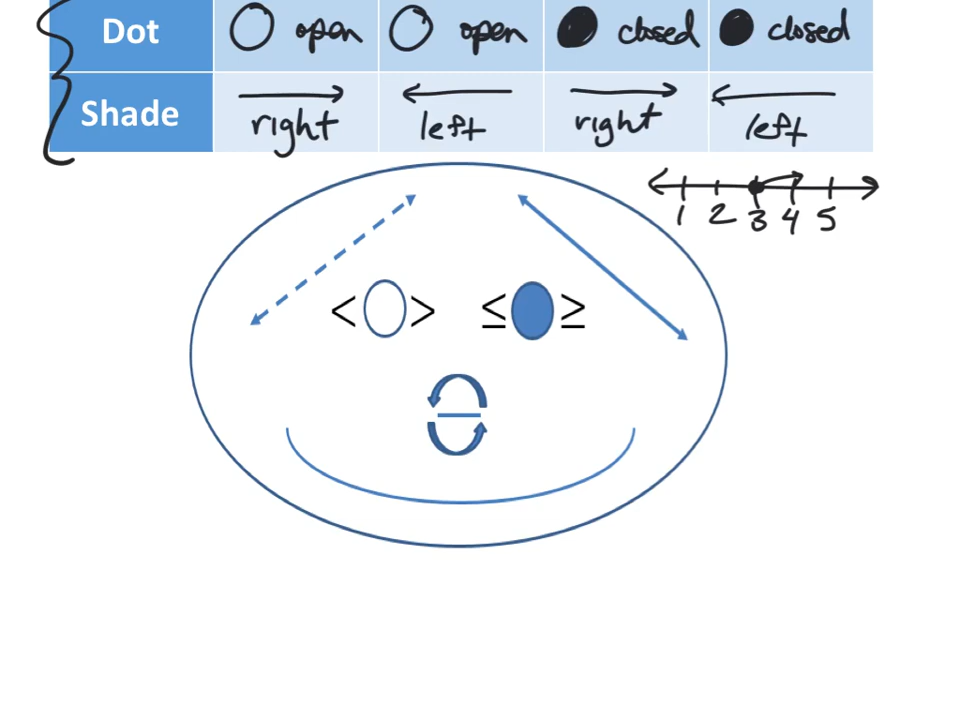 Dot open open closed closed
Shade right left right left
1 2 3 4 5
< > ≤ ≥